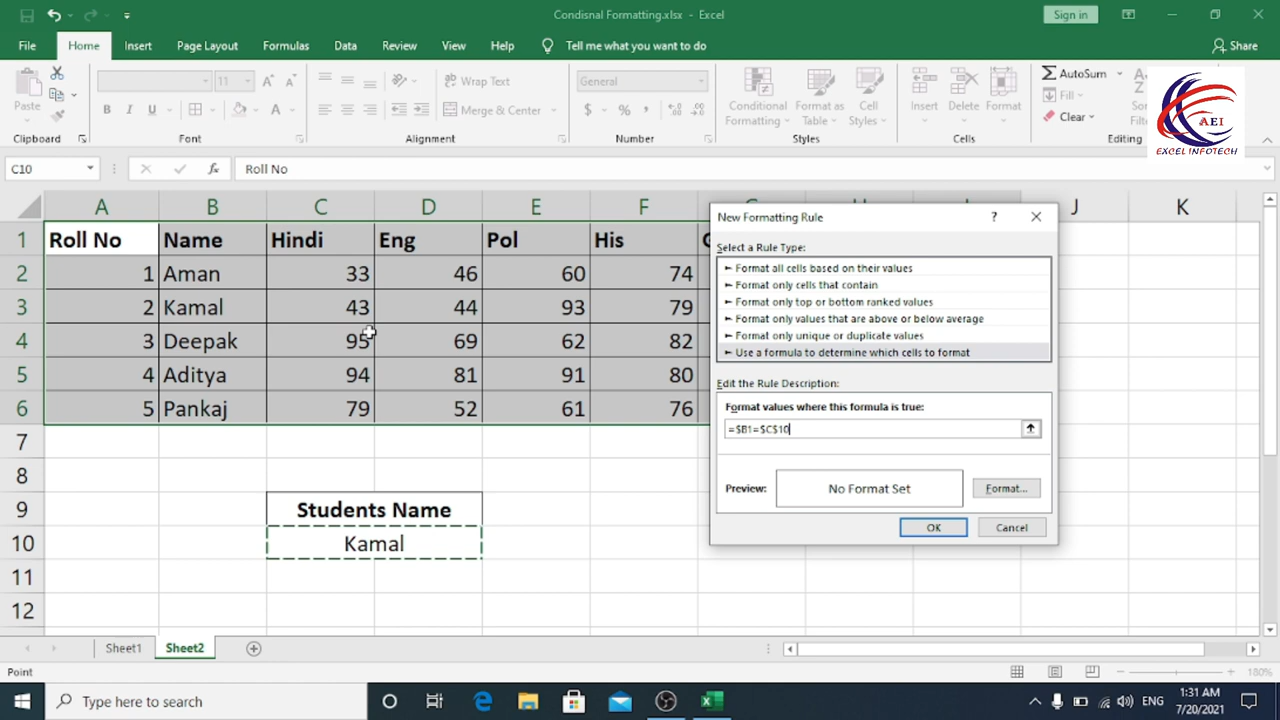 Condisnal Formatting.xlsx - Excel
Sign in
File Home Insert Page Layout Formulas Data Review View Help Tell me what you want to do Share
Paste
11
B I U A
Wrap Text
Merge & Center
General
$ %
Conditional Formatting
Format as Table
Cell Styles
Insert
Delete
Format
AutoSum
Fill
Clear
Clipboard Font Alignment Number Styles Cells Editing
AEI
EXCEL INFOTECH
C10 fx Roll No
A B C D E F J K
1 Roll No Name Hindi Eng Pol His
2 1 Aman 33 46 60 74
3 2 Kamal 43 44 93 79
4 3 Deepak 95 69 62 82
5 4 Aditya 94 81 91 80
6 5 Pankaj 79 52 61 76
7
8
9 Students Name
10 Kamal
11
12
New Formatting Rule ?
Select a Rule Type:
► Format all cells based on their values
► Format only cells that contain
► Format only top or bottom ranked values
► Format only values that are above or below average
► Format only unique or duplicate values
► Use a formula to determine which cells to format
Edit the Rule Description:
Format values where this formula is true:
=$B1=$C$10
Preview: No Format Set Format...
OK Cancel
Sheet1 Sheet2
Point 180%
Type here to search
ENG
1:31 AM
7/20/2021